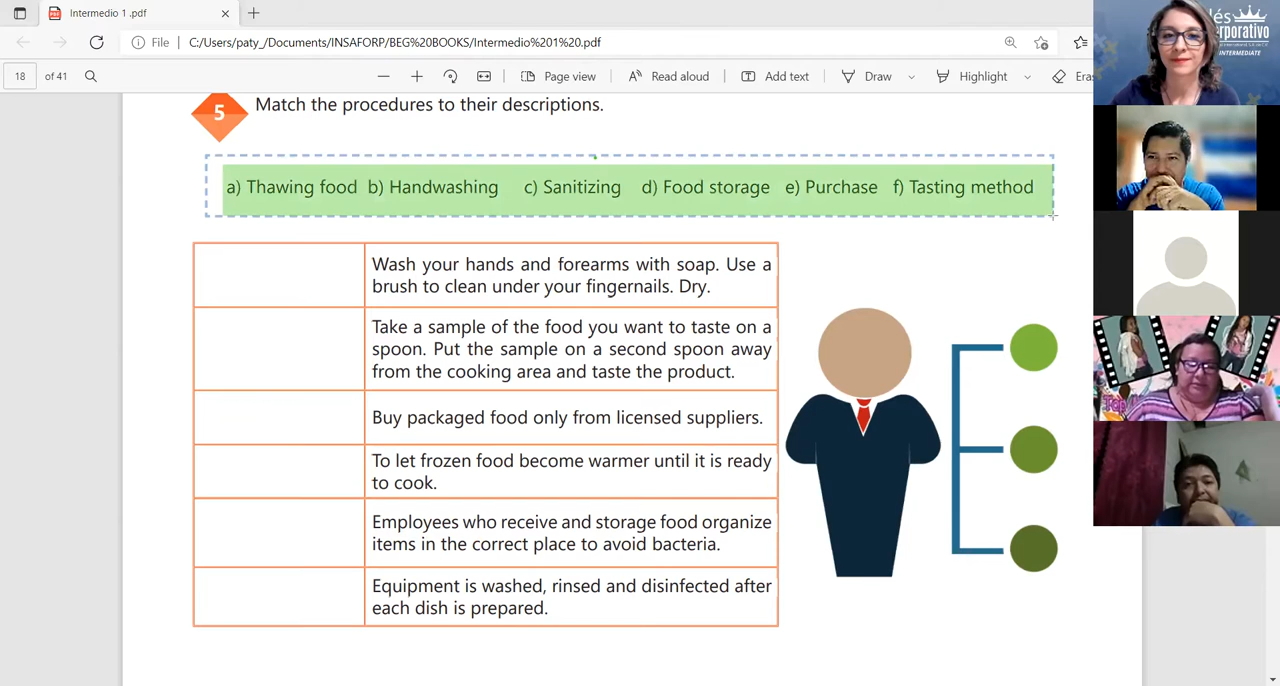 Intermedio 1 .pdf
File C:/Users/paty_/Documents/INSAFORP/BEG%20BOOKS/Intermedio%201%20.pdf
18 of 41 Page view Read aloud Add text Draw Highlight
5 Match the procedures to their descriptions.
a) Thawing food b) Handwashing c) Sanitizing d) Food storage e) Purchase f) Tasting method
Wash your hands and forearms with soap. Use a
brush to clean under your fingernails. Dry.
Take a sample of the food you want to taste on a
spoon. Put the sample on a second spoon away
from the cooking area and taste the product.
Buy packaged food only from licensed suppliers.
To let frozen food become warmer until it is ready
to cook.
Employees who receive and storage food organize
items in the correct place to avoid bacteria.
Equipment is washed, rinsed and disinfected after
each dish is prepared.
INTERMEDIATE